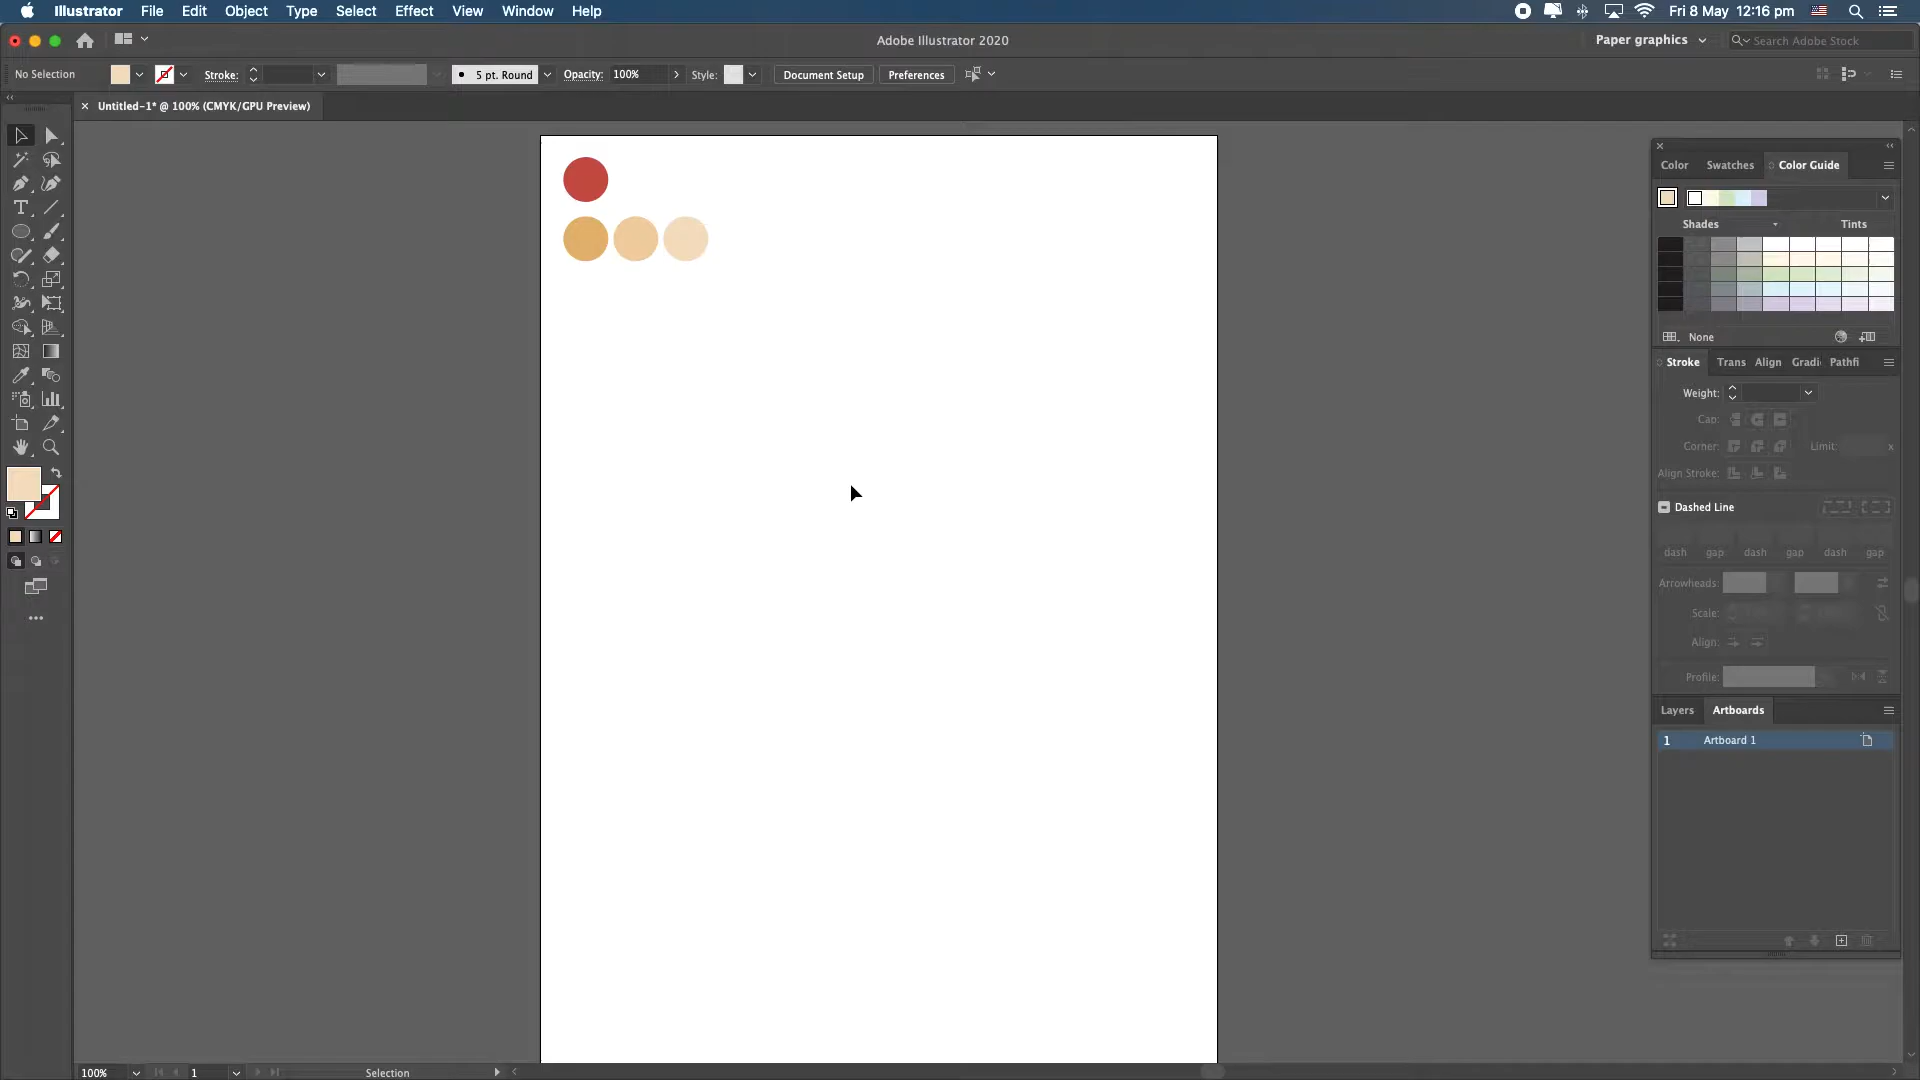 Illustrator File Edit Object Type Select Effect View Window Help Fri 8 May 12:16 pm
Adobe Illustrator 2020 Paper graphics Search Adobe Stock
No Selection Stroke: 5 pt. Round Opacity: 100% Style: Document Setup Preferences
× Untitled-1* @ 100% (CMYK/GPU Preview)
Color Swatches Color Guide
Shades Tints
None
Stroke Trans Align Gradi Pathfi
Weight:
Cap:
Corner: Limit: x
Align Stroke:
Dashed Line
dash gap dash gap dash gap
Arrowheads:
Scale:
Align:
Profile:
Layers Artboards
1 Artboard 1
100% 1 Selection